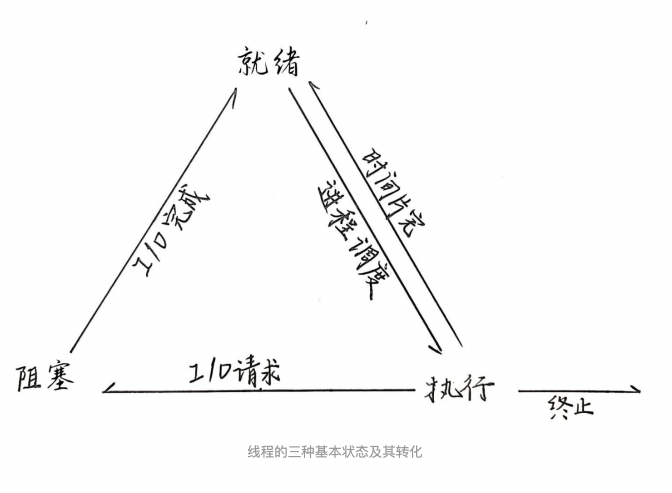 就绪
时间片完
进程调度
I/O完成
阻塞
I/O请求
执行
终止
线程的三种基本状态及其转化